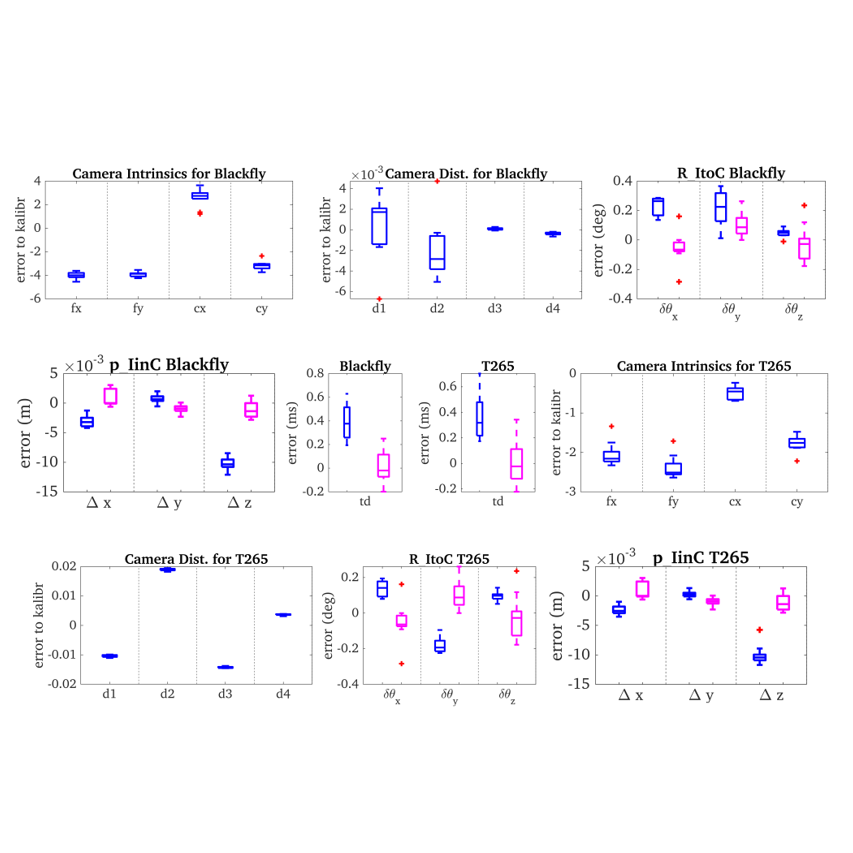 Camera Intrinsics for Blackfly
error to kalibr
4
2
0
-2
-4
-6
fx fy cx cy
×10⁻³ Camera Dist. for Blackfly
error to kalibr
4
2
0
-2
-4
-6
d1 d2 d3 d4
R_ItoC Blackfly
error (deg)
0.4
0.2
0
-0.2
-0.4
δθx δθy δθz
×10⁻³ p_IinC Blackfly
error (m)
5
0
-5
-10
-15
Δ x Δ y Δ z
Blackfly
error (ms)
0.8
0.6
0.4
0.2
0
-0.2
td
T265
error (ms)
0.6
0.4
0.2
0
-0.2
td
Camera Intrinsics for T265
error to kalibr
0
-1
-2
-3
fx fy cx cy
Camera Dist. for T265
error to kalibr
0.02
0.01
0
-0.01
-0.02
d1 d2 d3 d4
R_ItoC T265
error (deg)
0.2
0
-0.2
-0.4
δθx δθy δθz
×10⁻³ p_IinC T265
error (m)
5
0
-5
-10
-15
Δ x Δ y Δ z